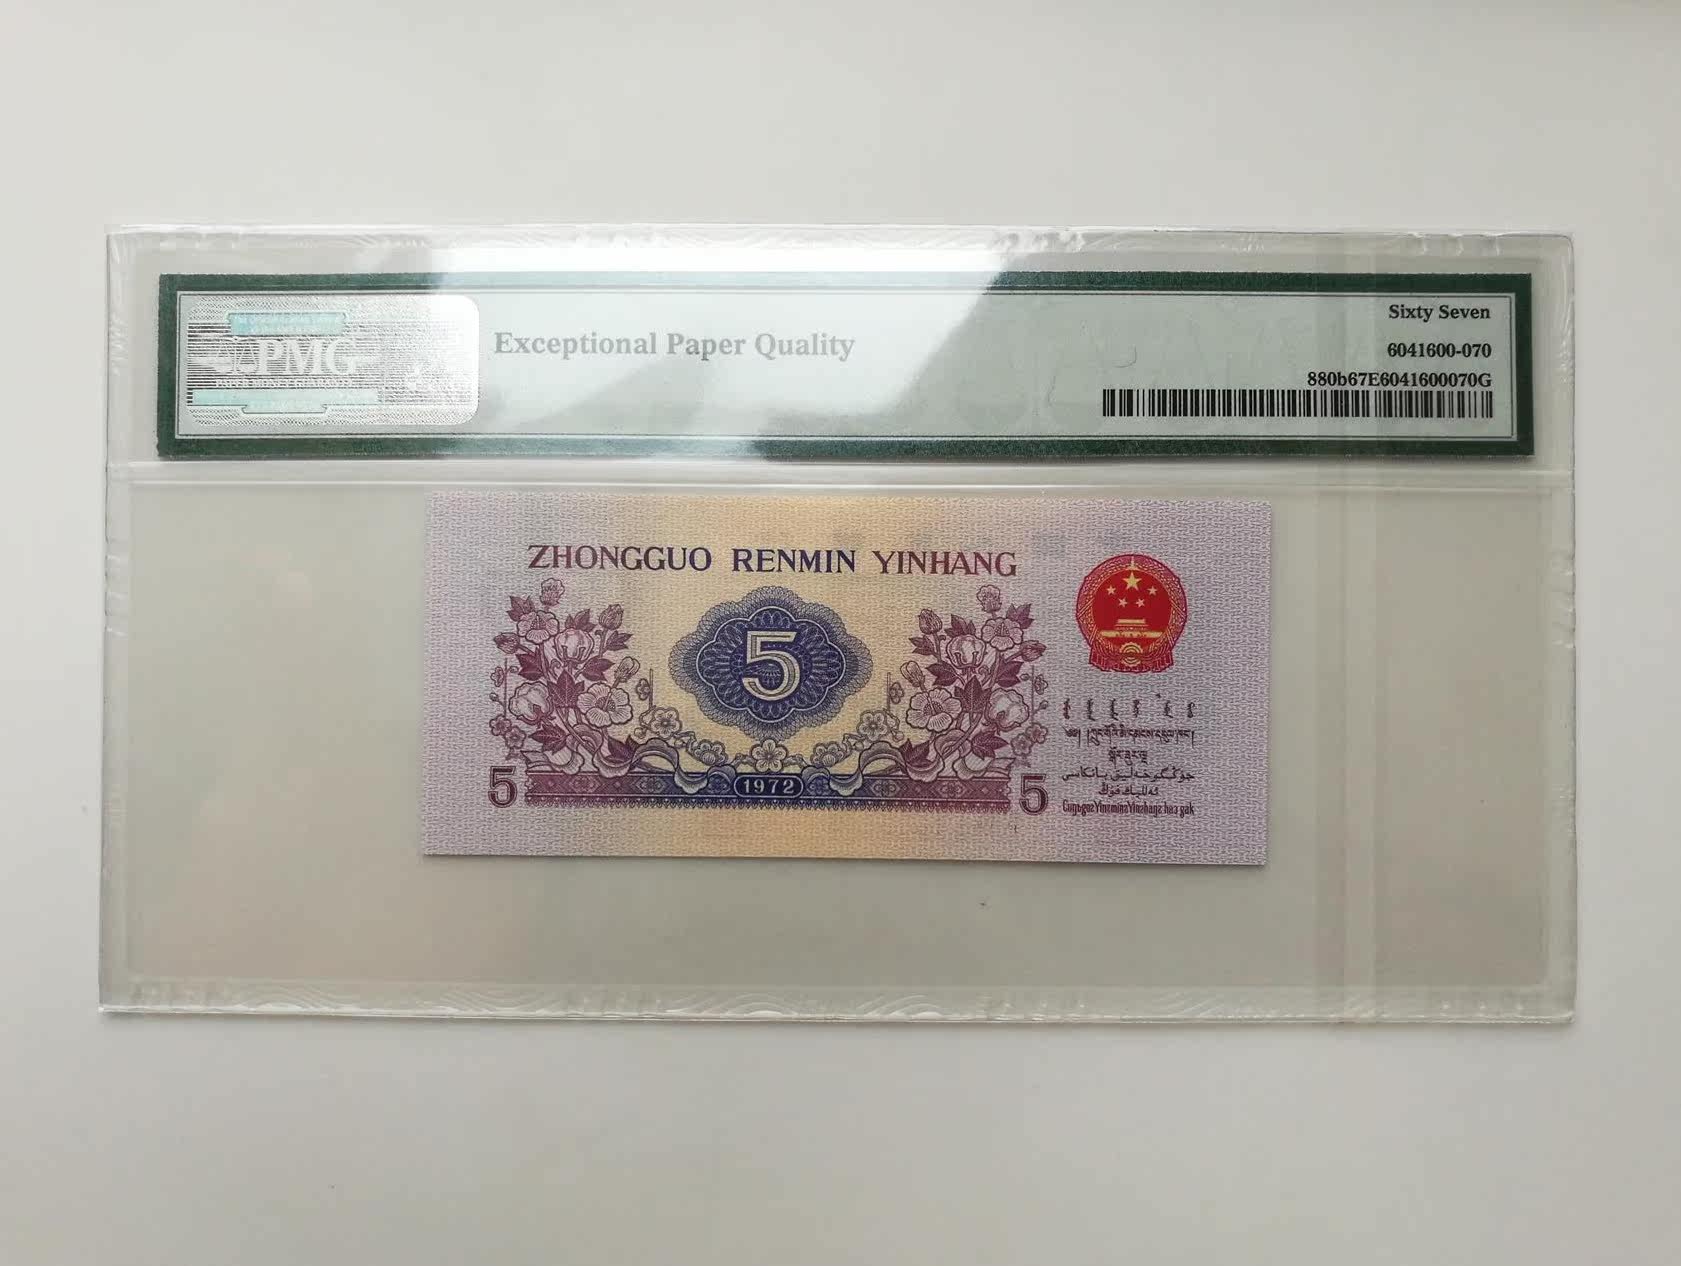 Sixty Seven
PMG
Exceptional Paper Quality
6041600-070
880b67E6041600070G
ZHONGGUO RENMIN YINHANG
5
1972
5 5